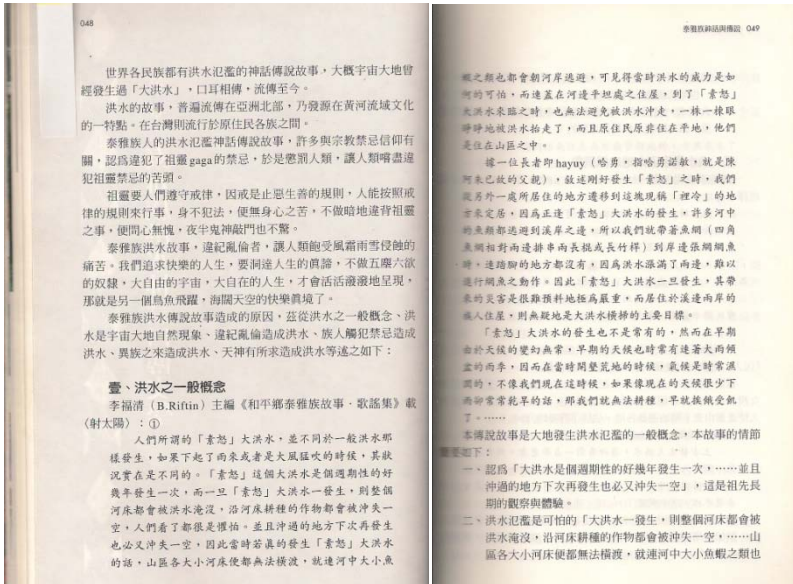 048
世界各民族都有洪水氾濫的神話傳說故事，大概宇宙大地曾
經發生過「大洪水」，口耳相傳，流傳至今。
洪水的故事，普遍流傳在亞洲北部，乃發源在黃河流域文化
的一特點。在台灣則流行於原住民各族之間。
泰雅族人的洪水氾濫神話傳說故事，許多與宗教禁忌信仰有
關，認為違犯了祖靈gaga的禁忌，於是懲罰人類，讓人類嚐盡違
犯祖靈禁忌的苦頭。
祖靈要人們遵守戒律，因戒是止惡生善的規則，人能按照戒
律的規則來行事，身不犯法，便無身心之苦，不做暗地違背祖靈
之事，便問心無愧，夜半鬼神敲門也不驚。
泰雅族洪水故事，違紀亂倫者，讓人類飽受風霜雨雪侵蝕的
痛苦。我們追求快樂的人生，要洞達人生的真諦，不做五塵六欲
的奴隸，大自由的宇宙，大自在的人生，才會活活潑潑地呈現，
那就是另一個鳥魚飛躍，海闊天空的快樂真境了。
泰雅族洪水傳說故事造成的原因，茲從洪水之一般概念、洪
水是宇宙大地自然現象、違紀亂倫造成洪水、族人觸犯禁忌造成
洪水、異族之來造成洪水、天神有所求造成洪水等述之如下：
壹、洪水之一般概念
李福清（B.Riftin）主編《和平鄉泰雅族故事・歌謠集》載
〈射太陽〉：①
人們所謂的「素怒」大洪水，並不同於一般洪水那
樣發生，如果下起了雨來或者是大風猛吹的時候，其狀
況實在是不同的。「素怒」這個大洪水是個週期性的好
幾年發生一次，而一旦「素怒」大洪水一發生，則整個
河床都會被洪水淹沒，沿河床耕種的作物都會被沖失一
空，人們看了都很是懼怕。並且沖過的地方下次再發生
也必又沖失一空，因此當時若真的發生「素怒」大洪水
的話，山區各大小河床便都無法橫渡，就連河中大小魚
泰雅族神話與傳說 049
蝦之類也都會朝河岸逃避，可見得當時洪水的威力是如
何的可怕，而連蓋在河邊平坦處之住屋，到了「素怒」
大洪水來臨之時，也無法避免被洪水沖走，一株一棟眼
睜睜地被洪水抬走了，而且原住民原非住在平地，他們
是住在山區之中。
據一位長者即hayuy（哈勇，指哈勇諾敏，就是陳
阿朱已故的父親），敘述剛好發生「素怒」之時，我們
從另外一處所居住的地方遷移到這塊現稱「裡冷」的地
方來定居，因為正逢「素怒」大洪水的發生，許多河中
的魚類都逃避到溪岸之邊，所以我們就帶著魚網（四角
魚網相對兩邊排串兩長棍或長竹桿）到岸邊張網網魚
時，連踏腳的地方都沒有，因為洪水漲滿了兩邊，難以
進行網魚之動作。因此「素怒」大洪水一旦發生，其帶
來的災害是很難預料地極為嚴重，而居住於溪邊兩岸的
族人住屋，則無疑地是大洪水橫掃的主要目標。
「素怒」大洪水的發生也不是常有的，然而在早期
由於天候的變幻無常，早期的天候也時常有連著大雨傾
盆的雨季，因而在當時開墾荒地的時候，氣候是時常濕
潤的，不像我們現在這時候，如果像現在的天候很少下
雨卻常常乾旱的話，那我們就無法耕種，早就挨餓受飢
了。⋯⋯
本傳說故事是大地發生洪水氾濫的一般概念，本故事的情節
如下：
一、認為「大洪水是個週期性的好幾年發生一次，⋯⋯並且
沖過的地方下次再發生也必又沖失一空」，這是祖先長
期的觀察與體驗。
二、洪水氾濫是可怕的「大洪水一發生，則整個河床都會被
洪水淹沒，沿河床耕種的作物都會被沖失一空，⋯⋯山
區各大小河床便都無法橫渡，就連河中大小魚蝦之類也